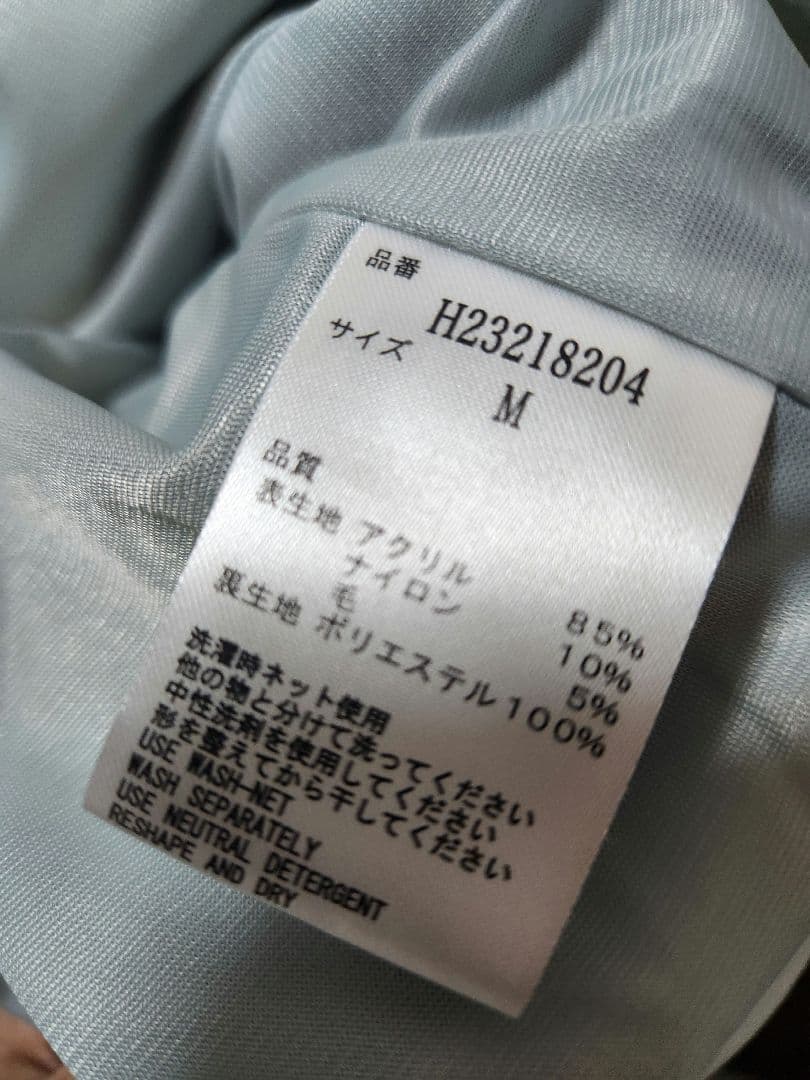 品番
H23218204
サイズ
M
品質
表生地 アクリル 85%
ナイロン 10%
毛 5%
裏生地 ポリエステル100%
洗濯時ネット使用
他の物と分けて洗ってください
中性洗剤を使用してください
形を整えてから干してください
USE WASH-NET
WASH SEPARATELY
USE NEUTRAL DETERGENT
RESHAPE AND DRY